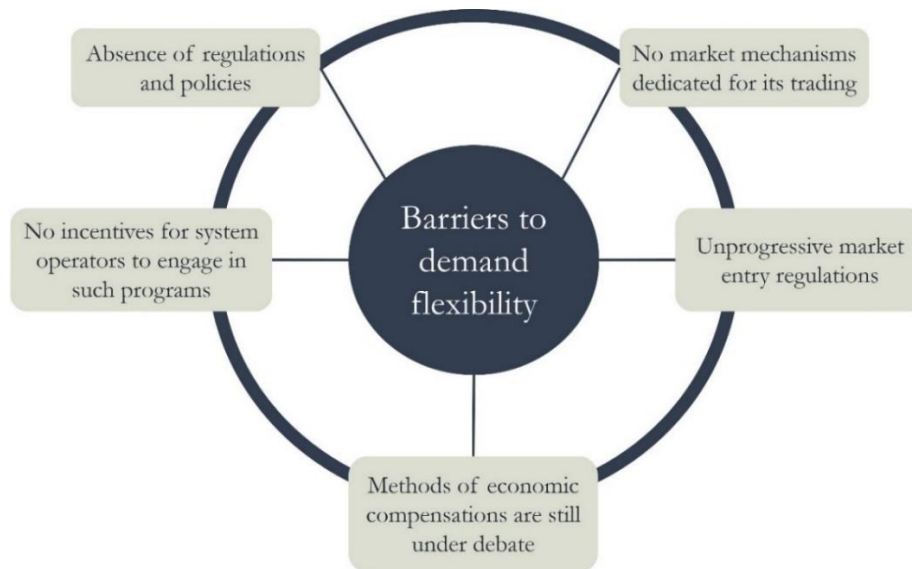 Absence of regulations
and policies
No market mechanisms
dedicated for its trading
No incentives for system
operators to engage in
such programs
Barriers to
demand
flexibility
Unprogressive market
entry regulations
Methods of economic
compensations are still
under debate